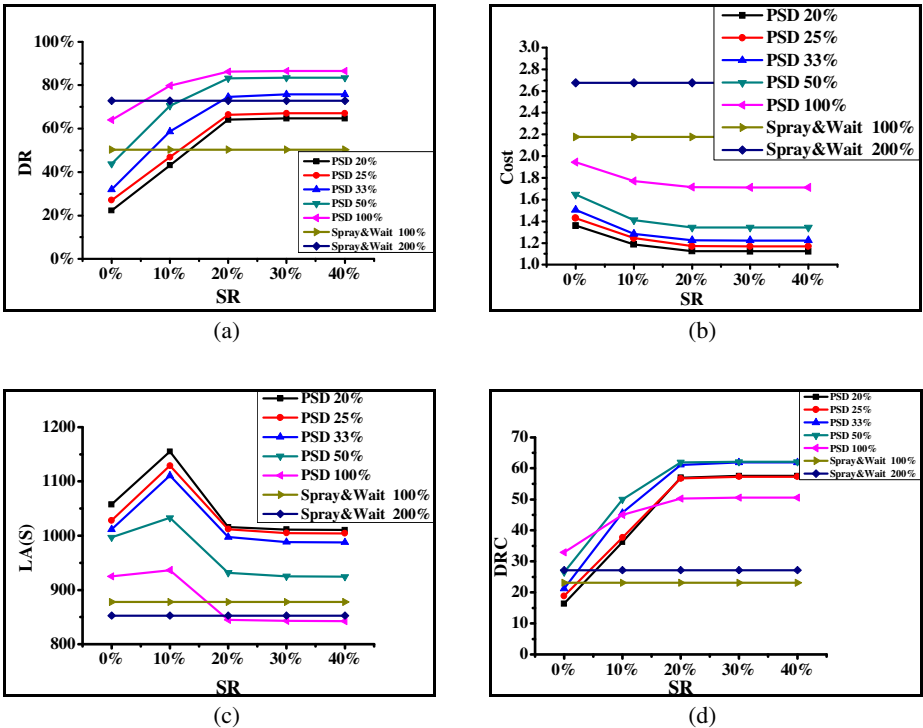 100%
80%
60%
40%
20%
0%
DR
PSD 20%
PSD 25%
PSD 33%
PSD 50%
PSD 100%
Spray&Wait 100%
Spray&Wait 200%
0% 10% 20% 30% 40%
SR
(a)
3.0
2.8
2.6
2.4
2.2
2.0
1.8
1.6
1.4
1.2
1.0
Cost
PSD 20%
PSD 25%
PSD 33%
PSD 50%
PSD 100%
Spray&Wait 100%
Spray&Wait 200%
0% 10% 20% 30% 40%
SR
(b)
1200
1100
1000
900
800
LA(S)
PSD 20%
PSD 25%
PSD 33%
PSD 50%
PSD 100%
Spray&Wait 100%
Spray&Wait 200%
0% 10% 20% 30% 40%
SR
(c)
70
60
50
40
30
20
10
0
DRC
PSD 20%
PSD 25%
PSD 33%
PSD 50%
PSD 100%
Spray&Wait 100%
Spray&Wait 200%
0% 10% 20% 30% 40%
SR
(d)